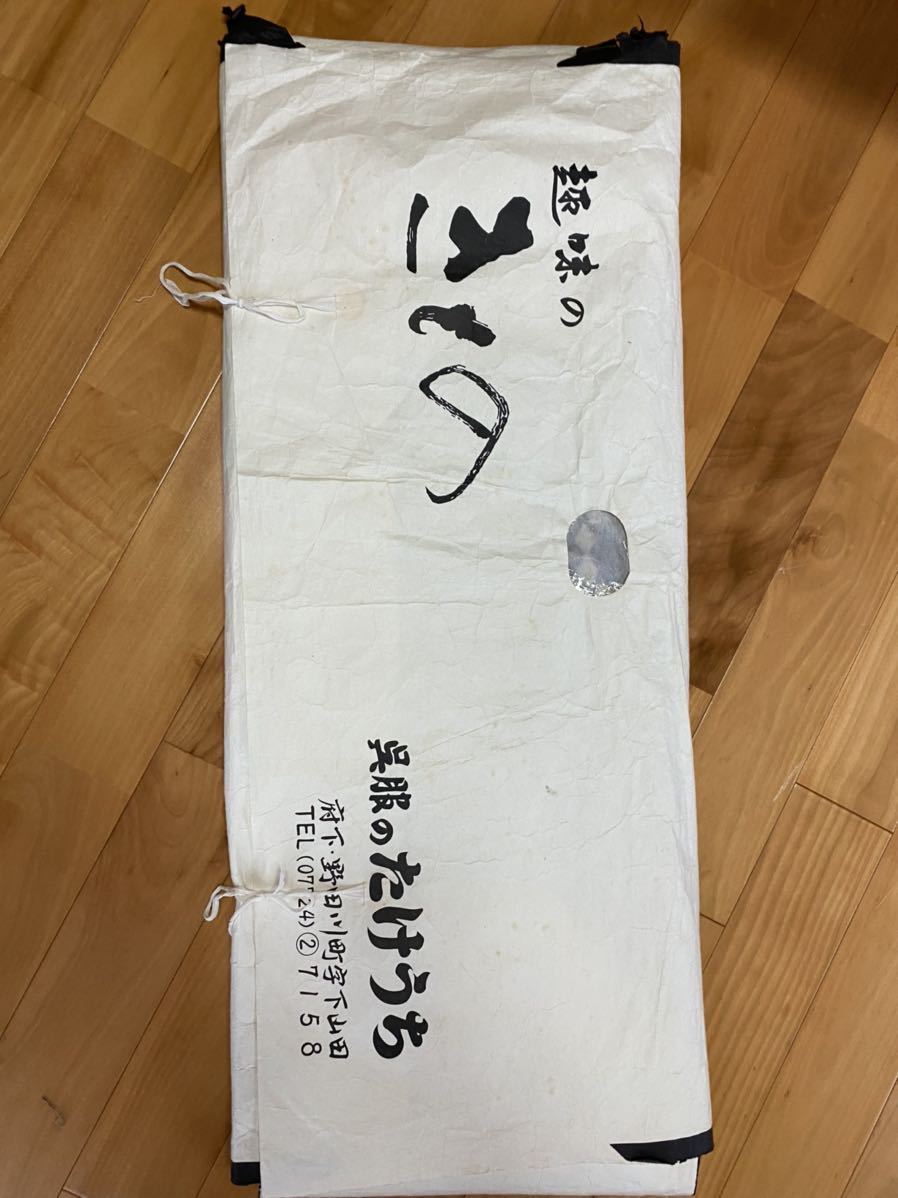 趣味の
きもの
呉服のたけうち
府下・野田川町字下山田
TEL(07724)②7158